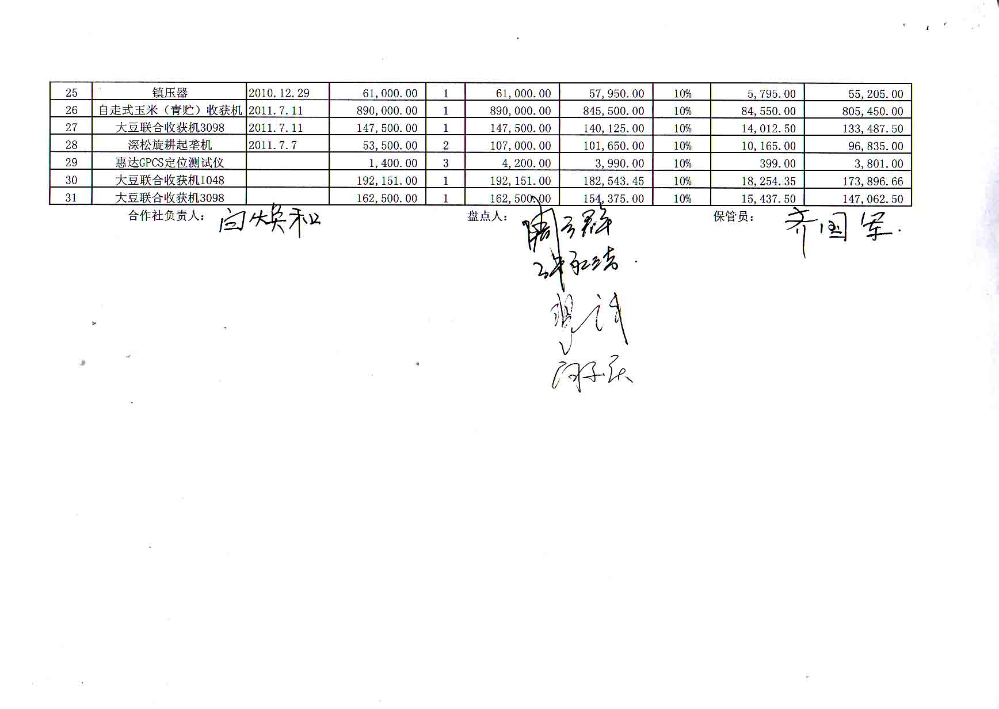 25 镇压器 2010.12.29 61,000.00 1 61,000.00 57,950.00 10% 5,795.00 55,205.00
26 自走式玉米（青贮）收获机 2011.7.11 890,000.00 1 890,000.00 845,500.00 10% 84,550.00 805,450.00
27 大豆联合收获机3098 2011.7.11 147,500.00 1 147,500.00 140,125.00 10% 14,012.50 133,487.50
28 深松旋耕起垄机 2011.7.7 53,500.00 2 107,000.00 101,650.00 10% 10,165.00 96,835.00
29 惠达GPCS定位测试仪 1,400.00 3 4,200.00 3,990.00 10% 399.00 3,801.00
30 大豆联合收获机1048 192,151.00 1 192,151.00 182,543.45 10% 18,254.35 173,896.66
31 大豆联合收获机3098 162,500.00 1 162,500.00 154,375.00 10% 15,437.50 147,062.50
合作社负责人： 盘点人： 保管员： 齐国军